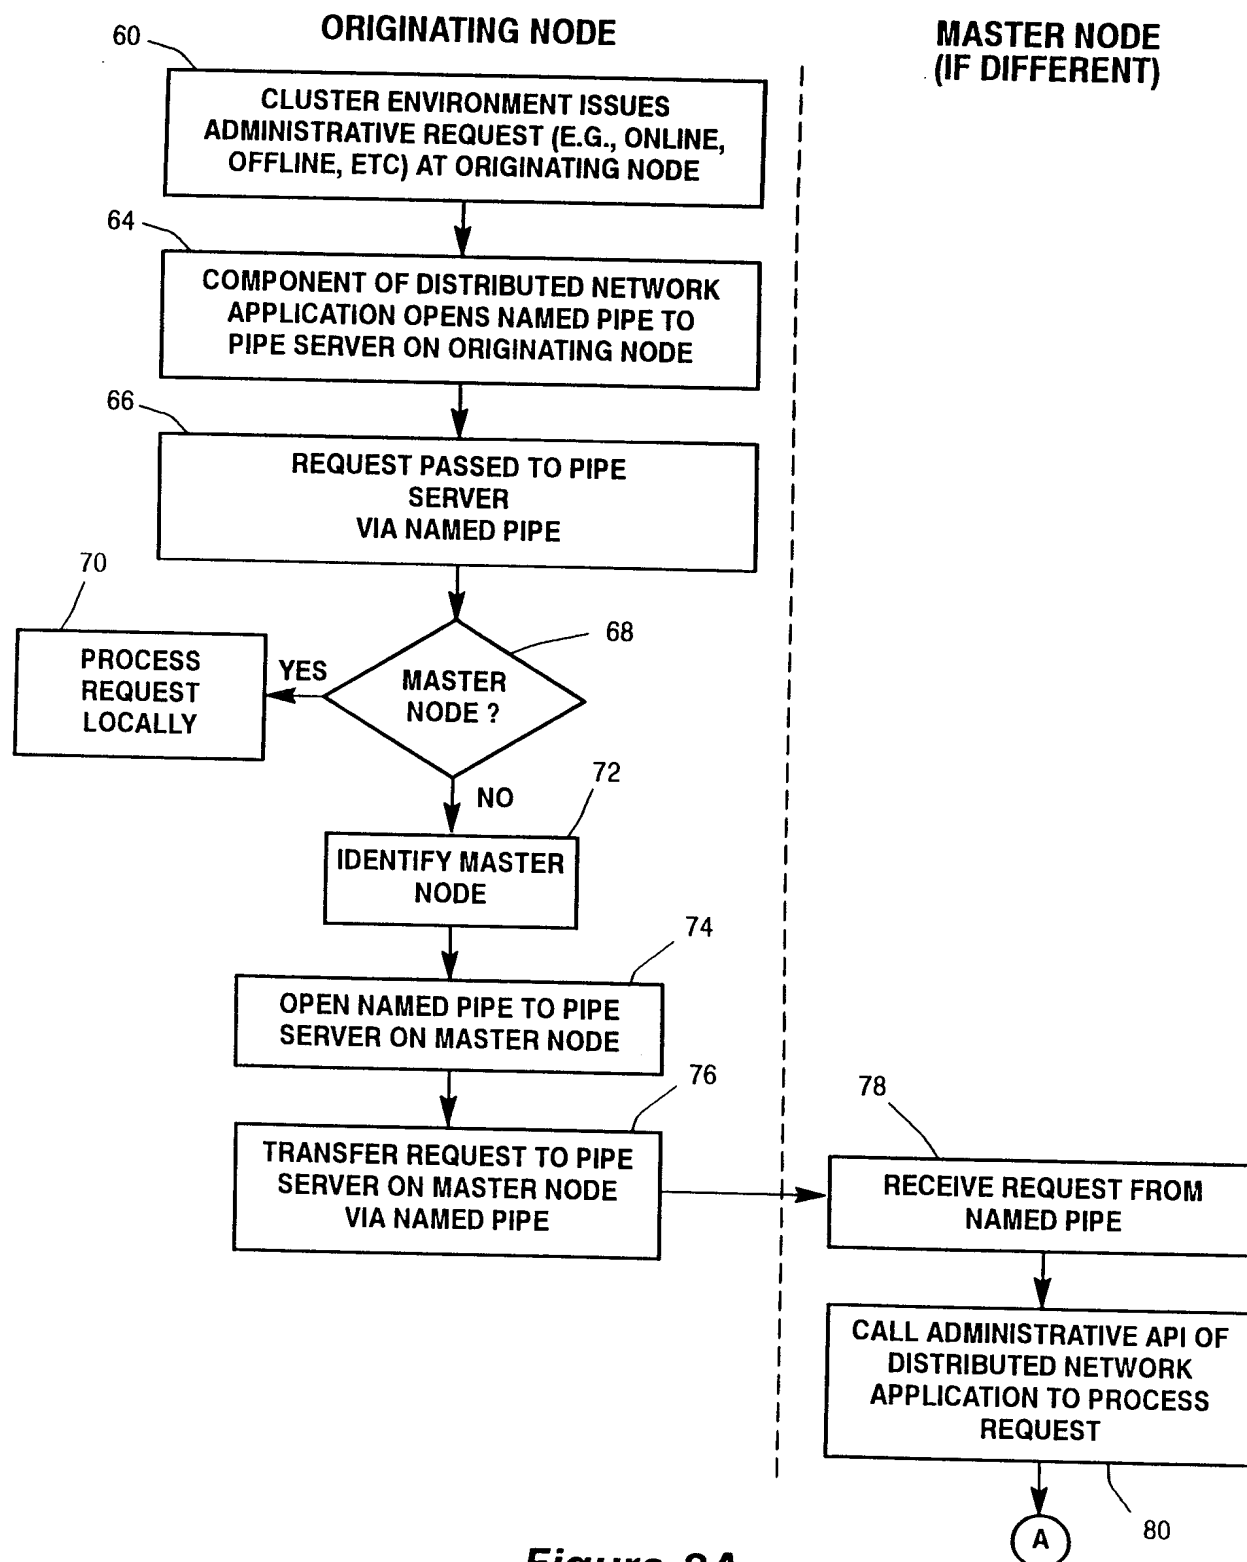 ORIGINATING NODE
MASTER NODE
(IF DIFFERENT)
60
CLUSTER ENVIRONMENT ISSUES
ADMINISTRATIVE REQUEST (E.G., ONLINE,
OFFLINE, ETC) AT ORIGINATING NODE
64
COMPONENT OF DISTRIBUTED NETWORK
APPLICATION OPENS NAMED PIPE TO
PIPE SERVER ON ORIGINATING NODE
66
REQUEST PASSED TO PIPE
SERVER
VIA NAMED PIPE
70
PROCESS
REQUEST
LOCALLY
YES
68
MASTER
NODE ?
NO
72
IDENTIFY MASTER
NODE
74
OPEN NAMED PIPE TO PIPE
SERVER ON MASTER NODE
76
TRANSFER REQUEST TO PIPE
SERVER ON MASTER NODE
VIA NAMED PIPE
78
RECEIVE REQUEST FROM
NAMED PIPE
CALL ADMINISTRATIVE API OF
DISTRIBUTED NETWORK
APPLICATION TO PROCESS
REQUEST
80
A